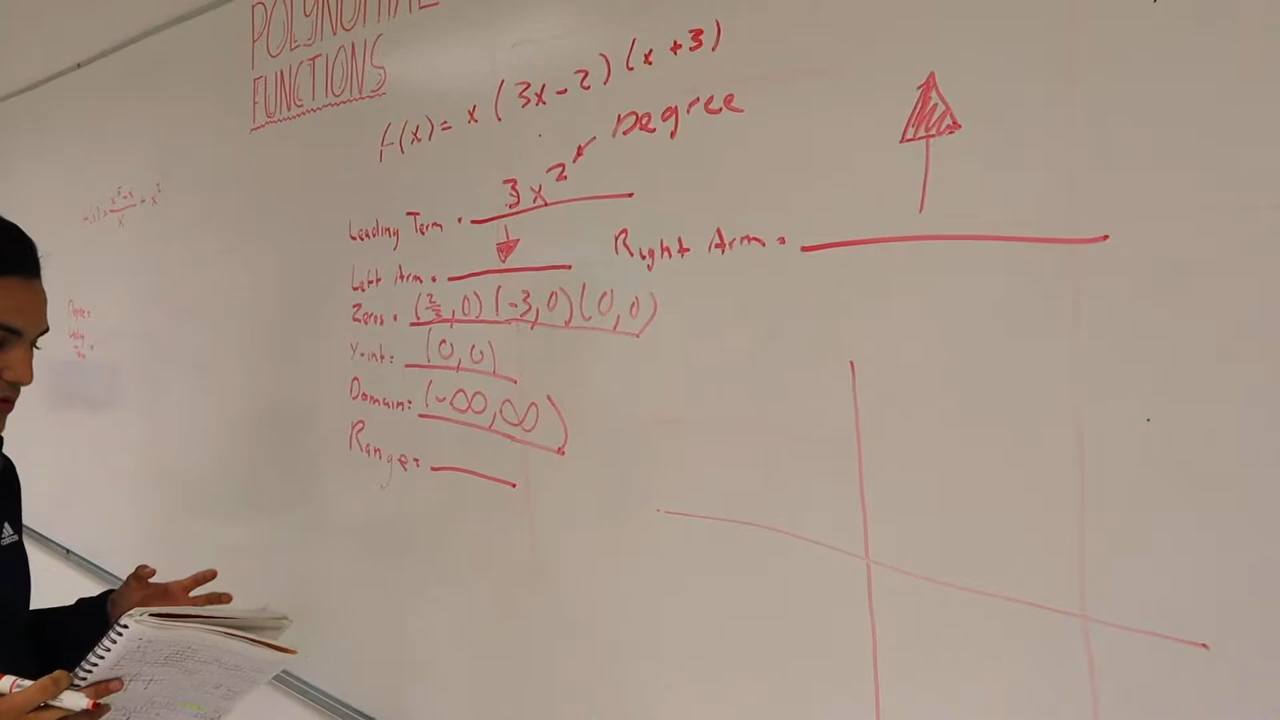 POLYNOMIAL
FUNCTIONS
f(x) = x (3x-2) (x+3)
Degree
Leading Term = 3x²
Left Arm = Right Arm =
Zeros = (2/3, 0) (-3, 0) (0, 0)
Y-int: (0, 0)
Domain: (-∞, ∞)
Range:
adidas